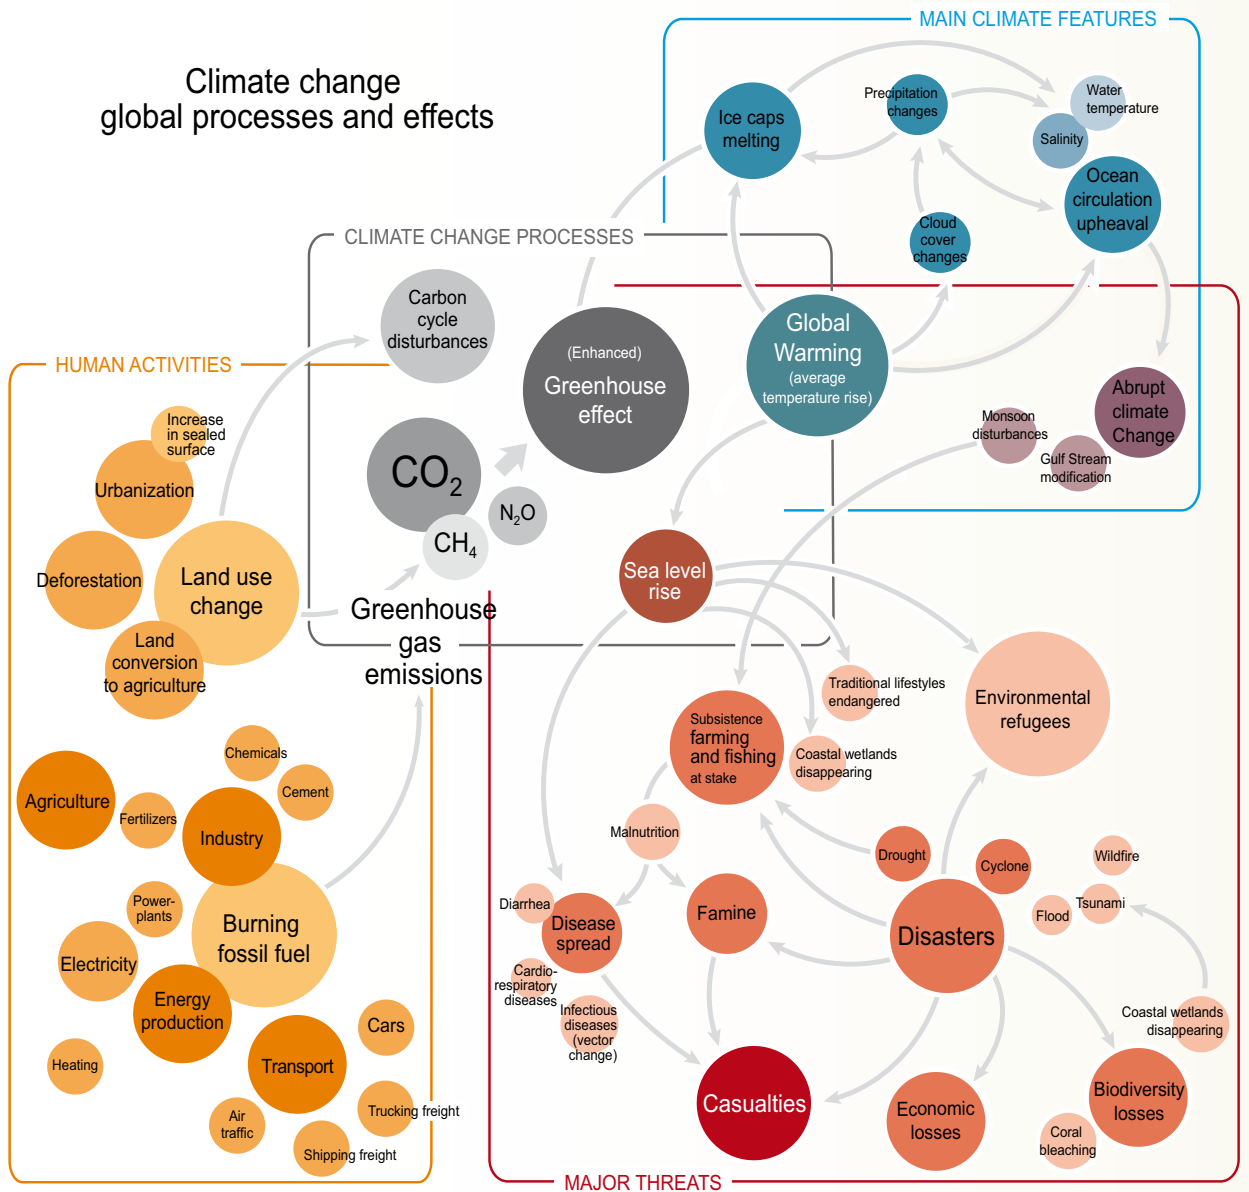 Climate change
global processes and effects
MAIN CLIMATE FEATURES
Ice caps
melting
Precipitation
changes
Water
temperature
Salinity
Ocean
circulation
upheaval
Cloud
cover
changes
CLIMATE CHANGE PROCESSES
Carbon
cycle
disturbances
(Enhanced)
Greenhouse
effect
Global
Warming
(average
temperature rise)
Abrupt
climate
Change
Monsoon
disturbances
Gulf Stream
modification
CO2
N2O
CH4
Greenhouse
gas
emissions
HUMAN ACTIVITIES
Increase
in sealed
surface
Urbanization
Deforestation
Land use
change
Land
conversion
to agriculture
Chemicals
Cement
Agriculture
Fertilizers
Industry
Power-
plants
Burning
fossil fuel
Electricity
Energy
production
Cars
Heating
Transport
Trucking freight
Air
traffic
Shipping freight
Sea level
rise
Traditional lifestyles
endangered
Environmental
refugees
Subsistence
farming
and fishing
at stake
Coastal wetlands
disappearing
Malnutrition
Drought
Cyclone
Wildfire
Tsunami
Flood
Diarrhea
Disease
spread
Famine
Disasters
Cardio-
respiratory
diseases
Infectious
diseases
(vector
change)
Coastal wetlands
disappearing
Casualties
Economic
losses
Biodiversity
losses
Coral
bleaching
MAJOR THREATS